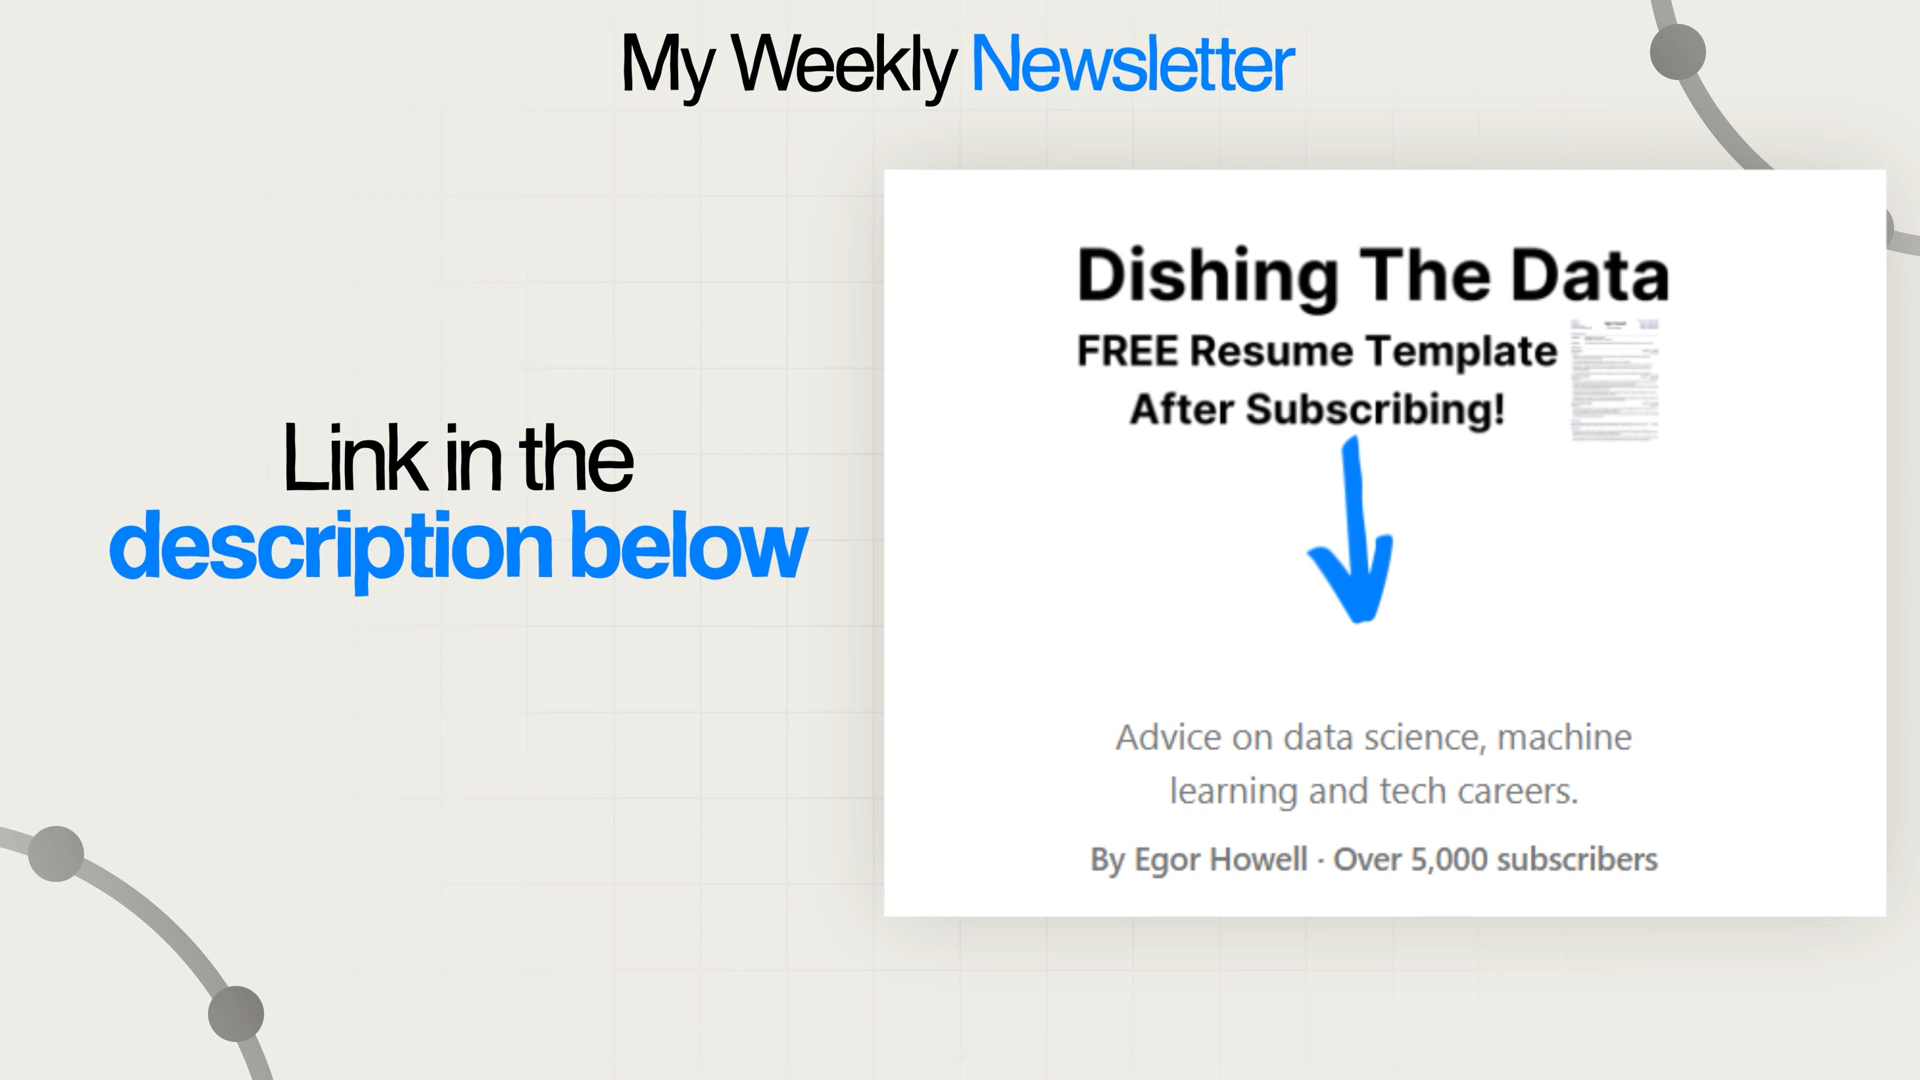 My Weekly Newsletter
Link in the
description below
Dishing The Data
FREE Resume Template
After Subscribing!
Advice on data science, machine
learning and tech careers.
By Egor Howell · Over 5,000 subscribers